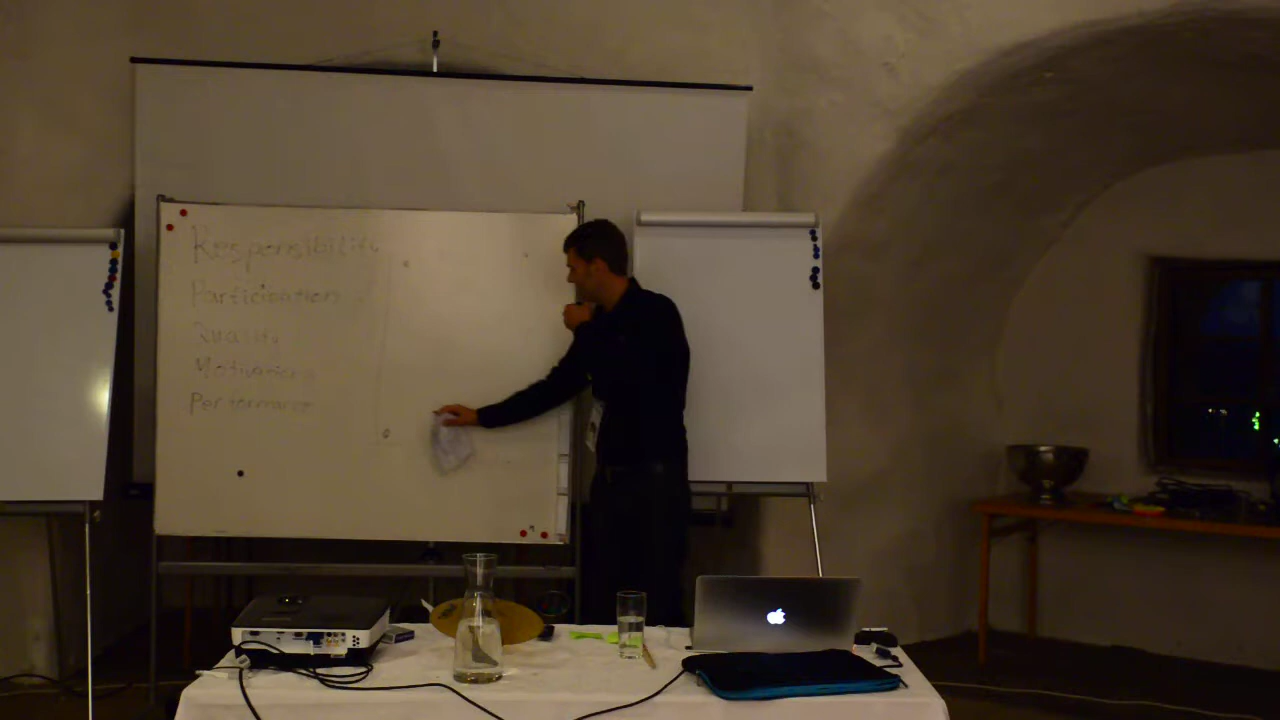 Responsibility
Participation
Quality
Motivation
Performance